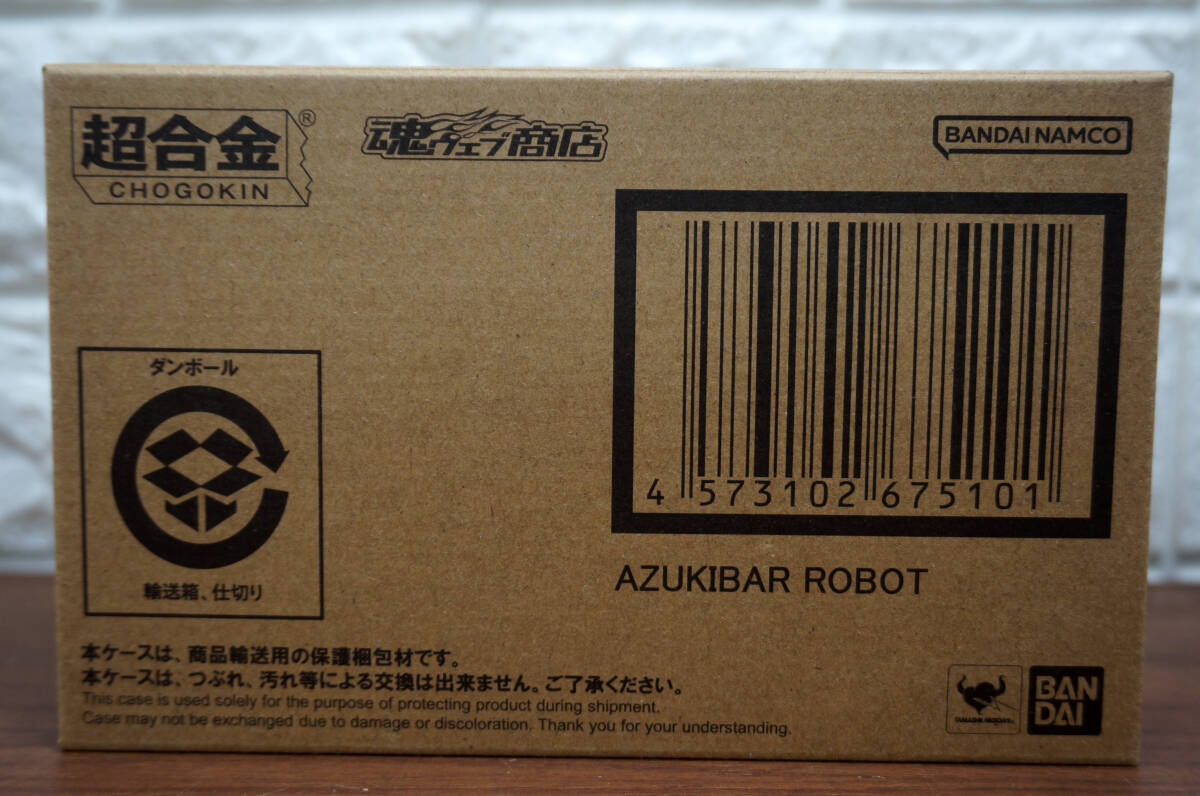 超合金®
CHOGOKIN
魂ウェブ商店
BANDAI NAMCO
4 573102 675101
AZUKIBAR ROBOT
ダンボール
輸送箱、仕切り
本ケースは、商品輸送用の保護梱包材です。
本ケースは、つぶれ、汚れ等による交換は出来ません。ご了承ください。
This case is used solely for the purpose of protecting product during shipment.
Case may not be exchanged due to damage or discoloration. Thank you for your understanding.
TAMASHII NATIONS
BAN
DAI